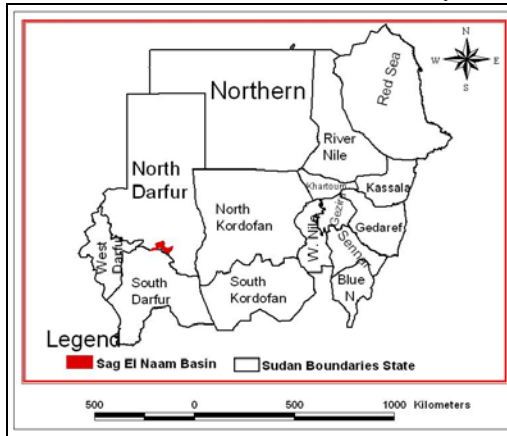 N
W E
S
Red Sea
Northern
River
Nile
North
Darfur
Khartoum
Kassala
Gezira
North
Kordofan
W. Nile
Gedaref
Sennar
West
Darfur
South
Darfur
South
Kordofan
Blue
N
Legend
Sag El Naam Basin Sudan Boundaries State
500 0 500 1000 Kilometers